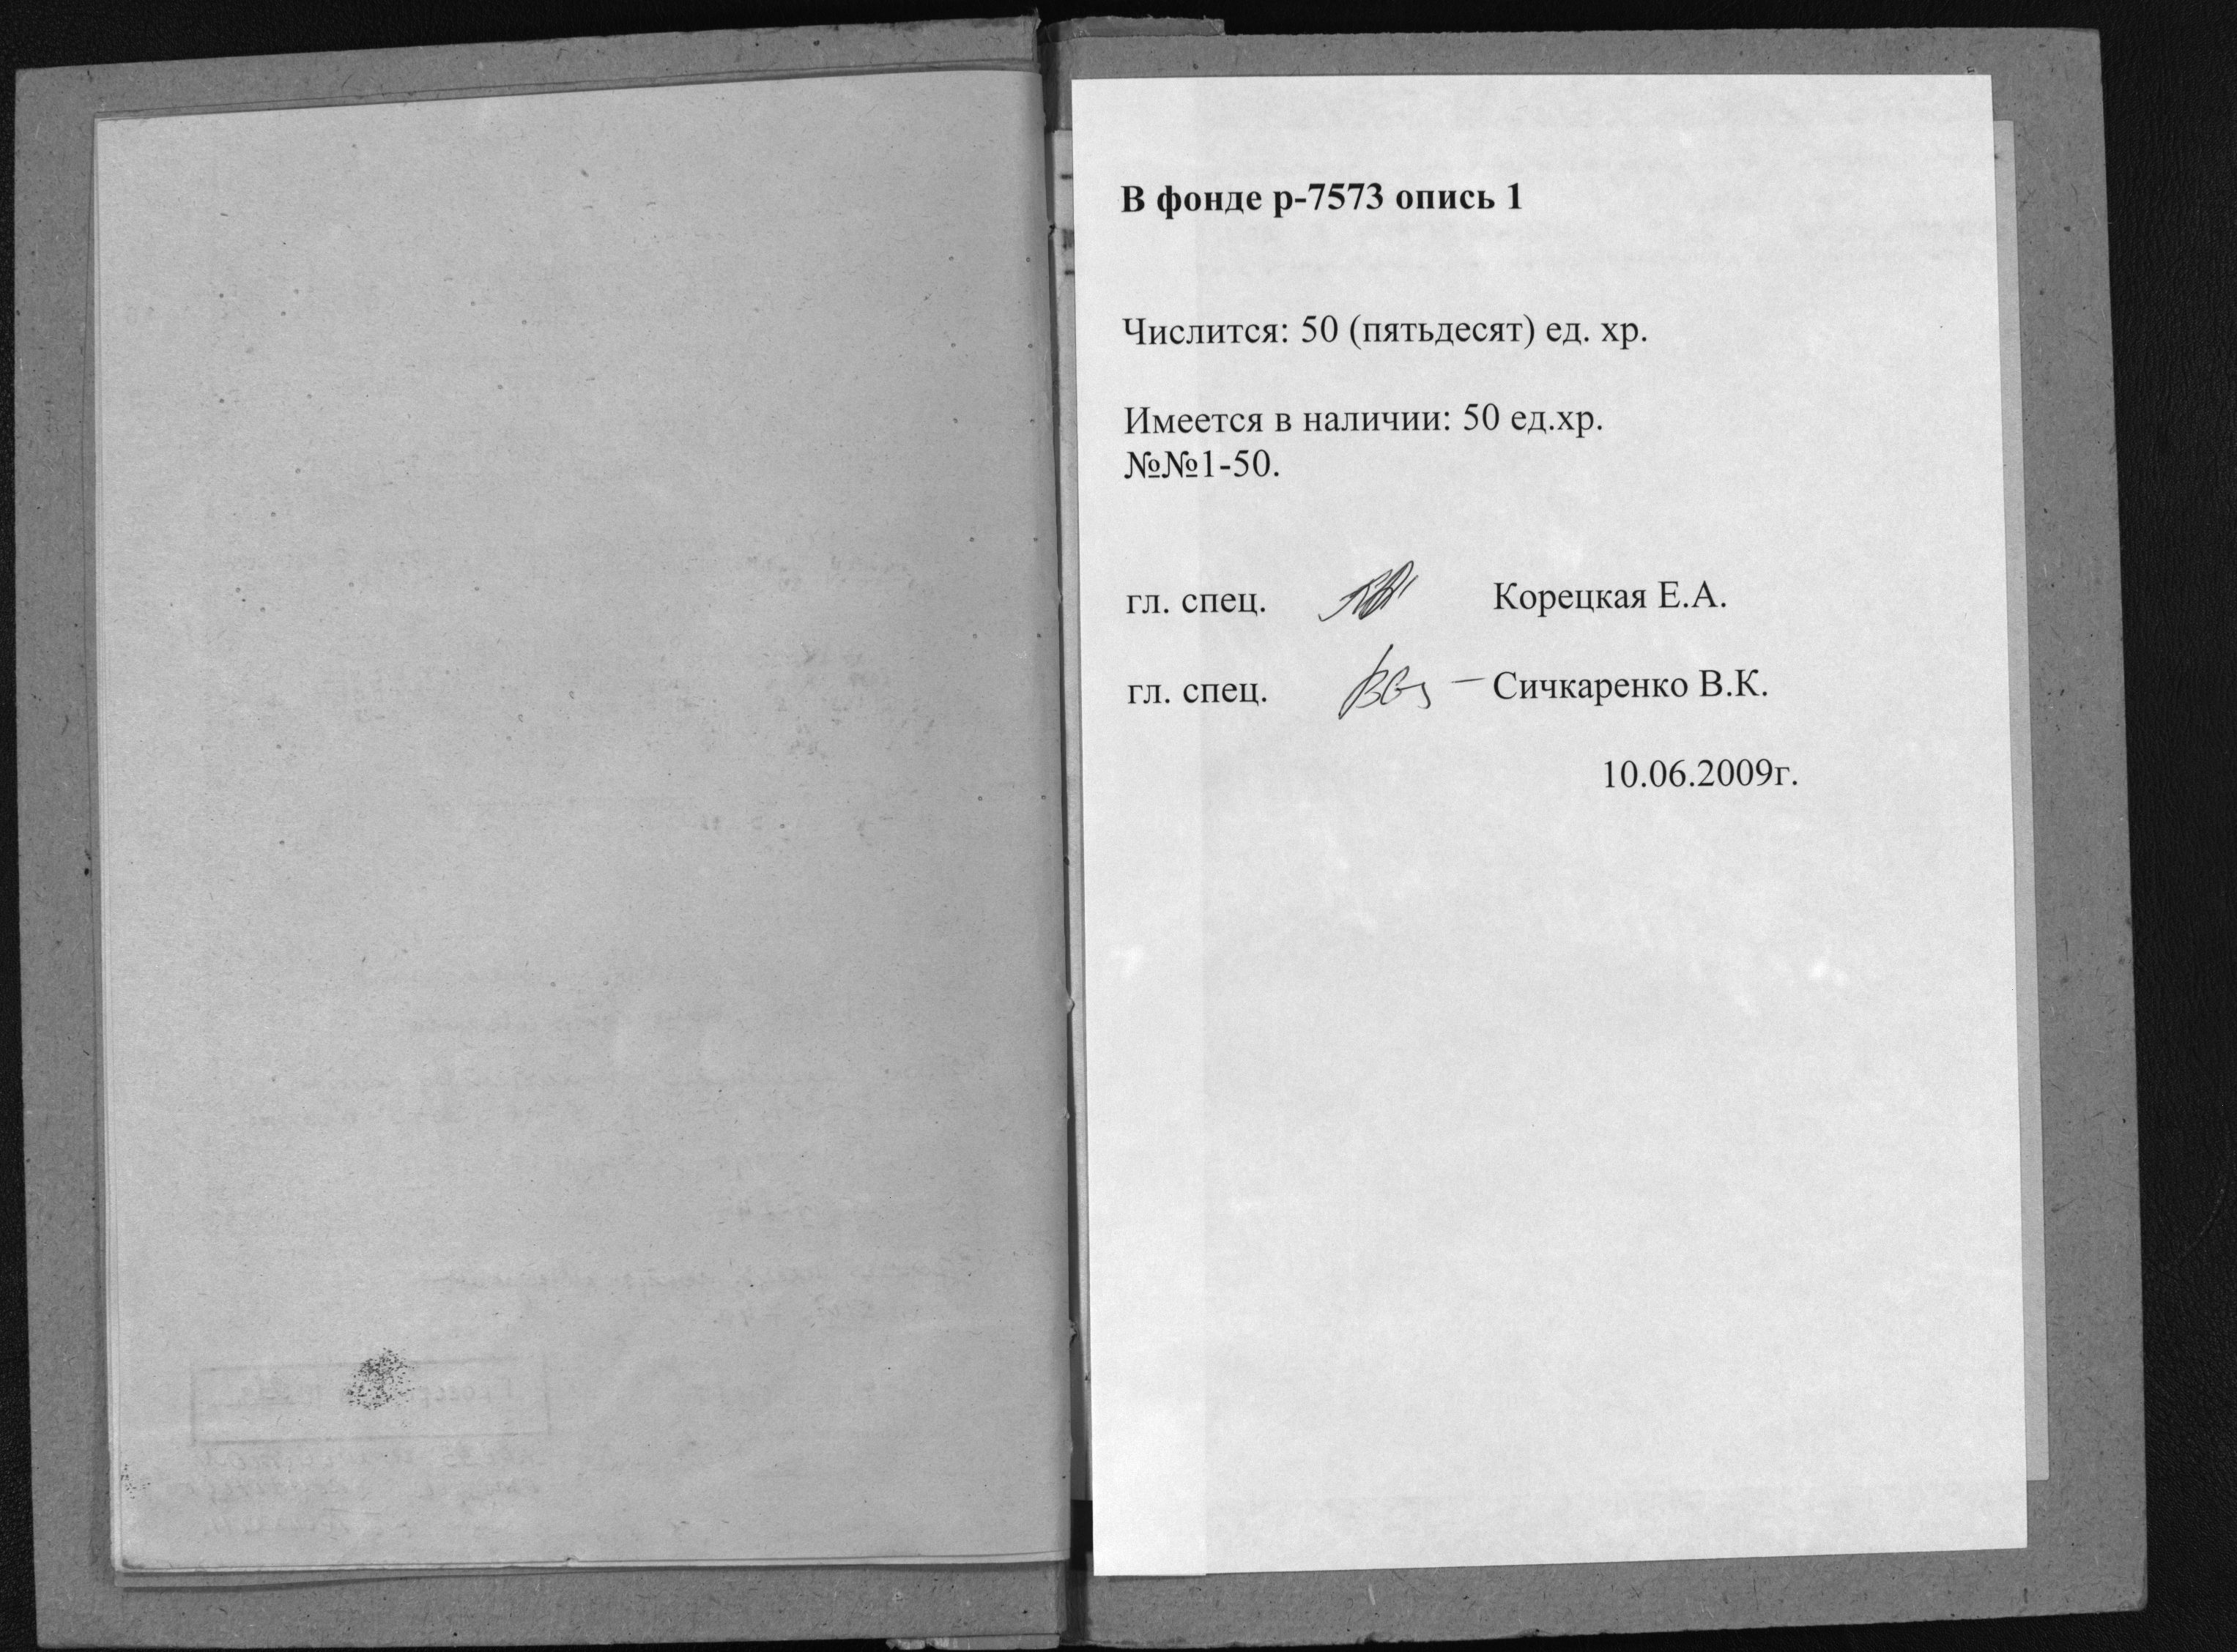 В фонде р-7573 опись 1
Числится: 50 (пятьдесят) ед. хр.
Имеется в наличии: 50 ед.хр.
№№1-50.
гл. спец. Корецкая Е.А.
гл. спец. Сичкаренко В.К.
10.06.2009г.